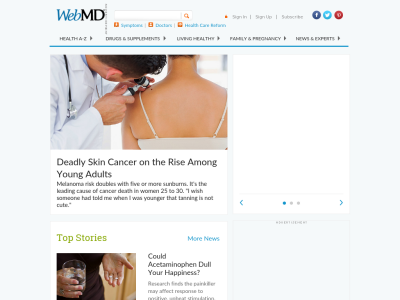 WebMD
Sign In | Sign Up | Subscribe
Symptoms | Doctors | Health Care Reform
HEALTH A-Z
DRUGS & SUPPLEMENTS
LIVING HEALTHY
FAMILY & PREGNANCY
NEWS & EXPERTS
Deadly Skin Cancer on the Rise Among
Young Adults
Melanoma risk doubles with five or more sunburns. It's the
leading cause of cancer death in women 25 to 30. "I wish
someone had told me when I was younger that tanning is not
cute."
ADVERTISEMENT
Top Stories
More News
Could
Acetaminophen Dull
Your Happiness?
Research finds the painkiller
may affect response to
positive, upbeat stimulation